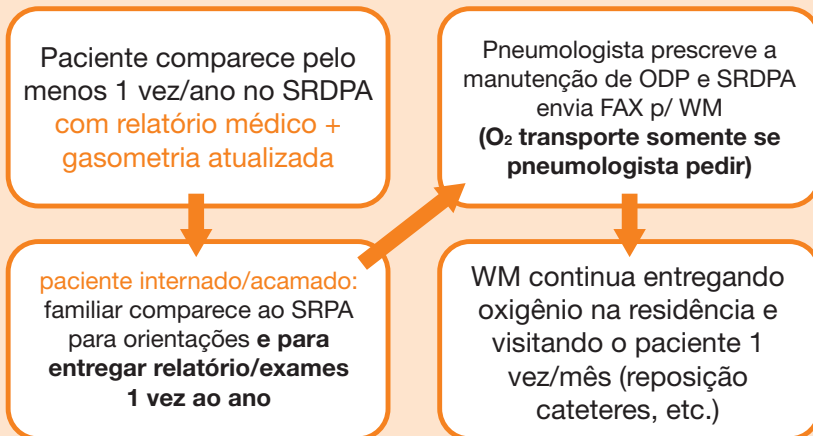 Paciente comparece pelo
menos 1 vez/ano no SRDPA
com relatório médico +
gasometria atualizada
paciente internado/acamado:
familiar comparece ao SRPA
para orientações e para
entregar relatório/exames
1 vez ao ano
Pneumologista prescreve a
manutenção de ODP e SRDPA
envia FAX p/ WM
(O₂ transporte somente se
pneumologista pedir)
WM continua entregando
oxigênio na residência e
visitando o paciente 1
vez/mês (reposição
cateteres, etc.)